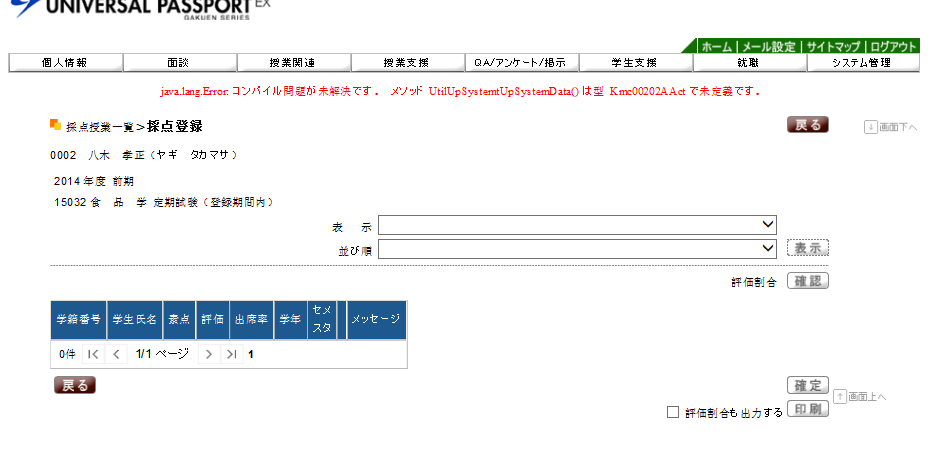 UNIVERSAL PASSPORT EX
GAKUEN SERIES
ホーム | メール設定 | サイトマップ | ログアウト
個人情報 面談 授業関連 授業支援 QA/アンケート/掲示 学生支援 就職 システム管理
java.lang.Error: コンパイル問題が未解決です。 メソッド UtilUpSystemtUpSystemData() は型 Kmc00202AAct で未定義です。
採点授業一覧>採点登録 戻る ↓画面下へ
0002 八木 孝正(ヤギ タカマサ)
2014年度 前期
15032 食 品 学 定期試験(登録期間内)
表 示
並び順 表示
評価割合 確認
学籍番号 学生氏名 素点 評価 出席率 学年 セメスタ メッセージ
0件 |< < 1/1 ページ > >| 1
戻る 確定 ↑画面上へ
評価割合も出力する 印刷